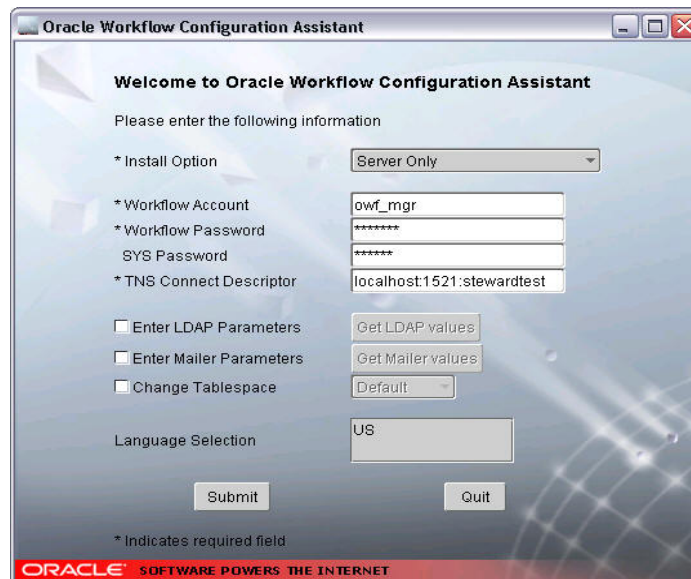 Oracle Workflow Configuration Assistant
Welcome to Oracle Workflow Configuration Assistant
Please enter the following information
* Install Option Server Only
* Workflow Account owf_mgr
* Workflow Password *******
SYS Password ******
* TNS Connect Descriptor localhost:1521:stewardtest
Enter LDAP Parameters Get LDAP values
Enter Mailer Parameters Get Mailer values
Change Tablespace Default
Language Selection US
Submit Quit
* Indicates required field
ORACLE SOFTWARE POWERS THE INTERNET